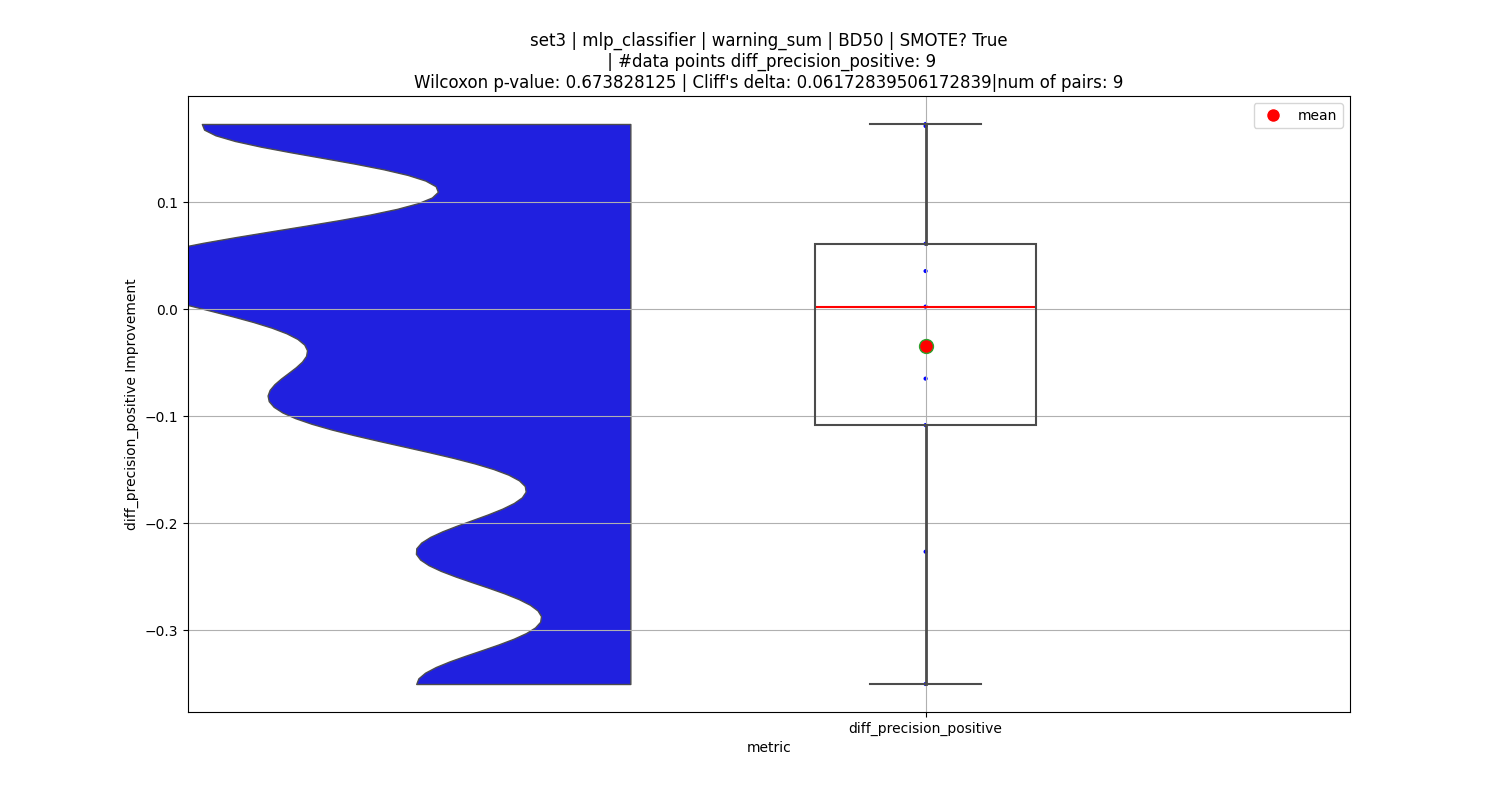 set3 | mlp_classifier | warning_sum | BD50 | SMOTE? True
| #data points diff_precision_positive: 9
Wilcoxon p-value: 0.673828125 | Cliff's delta: 0.06172839506172839|num of pairs: 9
mean
0.1
0.0
−0.1
−0.2
−0.3
diff_precision_positive Improvement
diff_precision_positive
metric